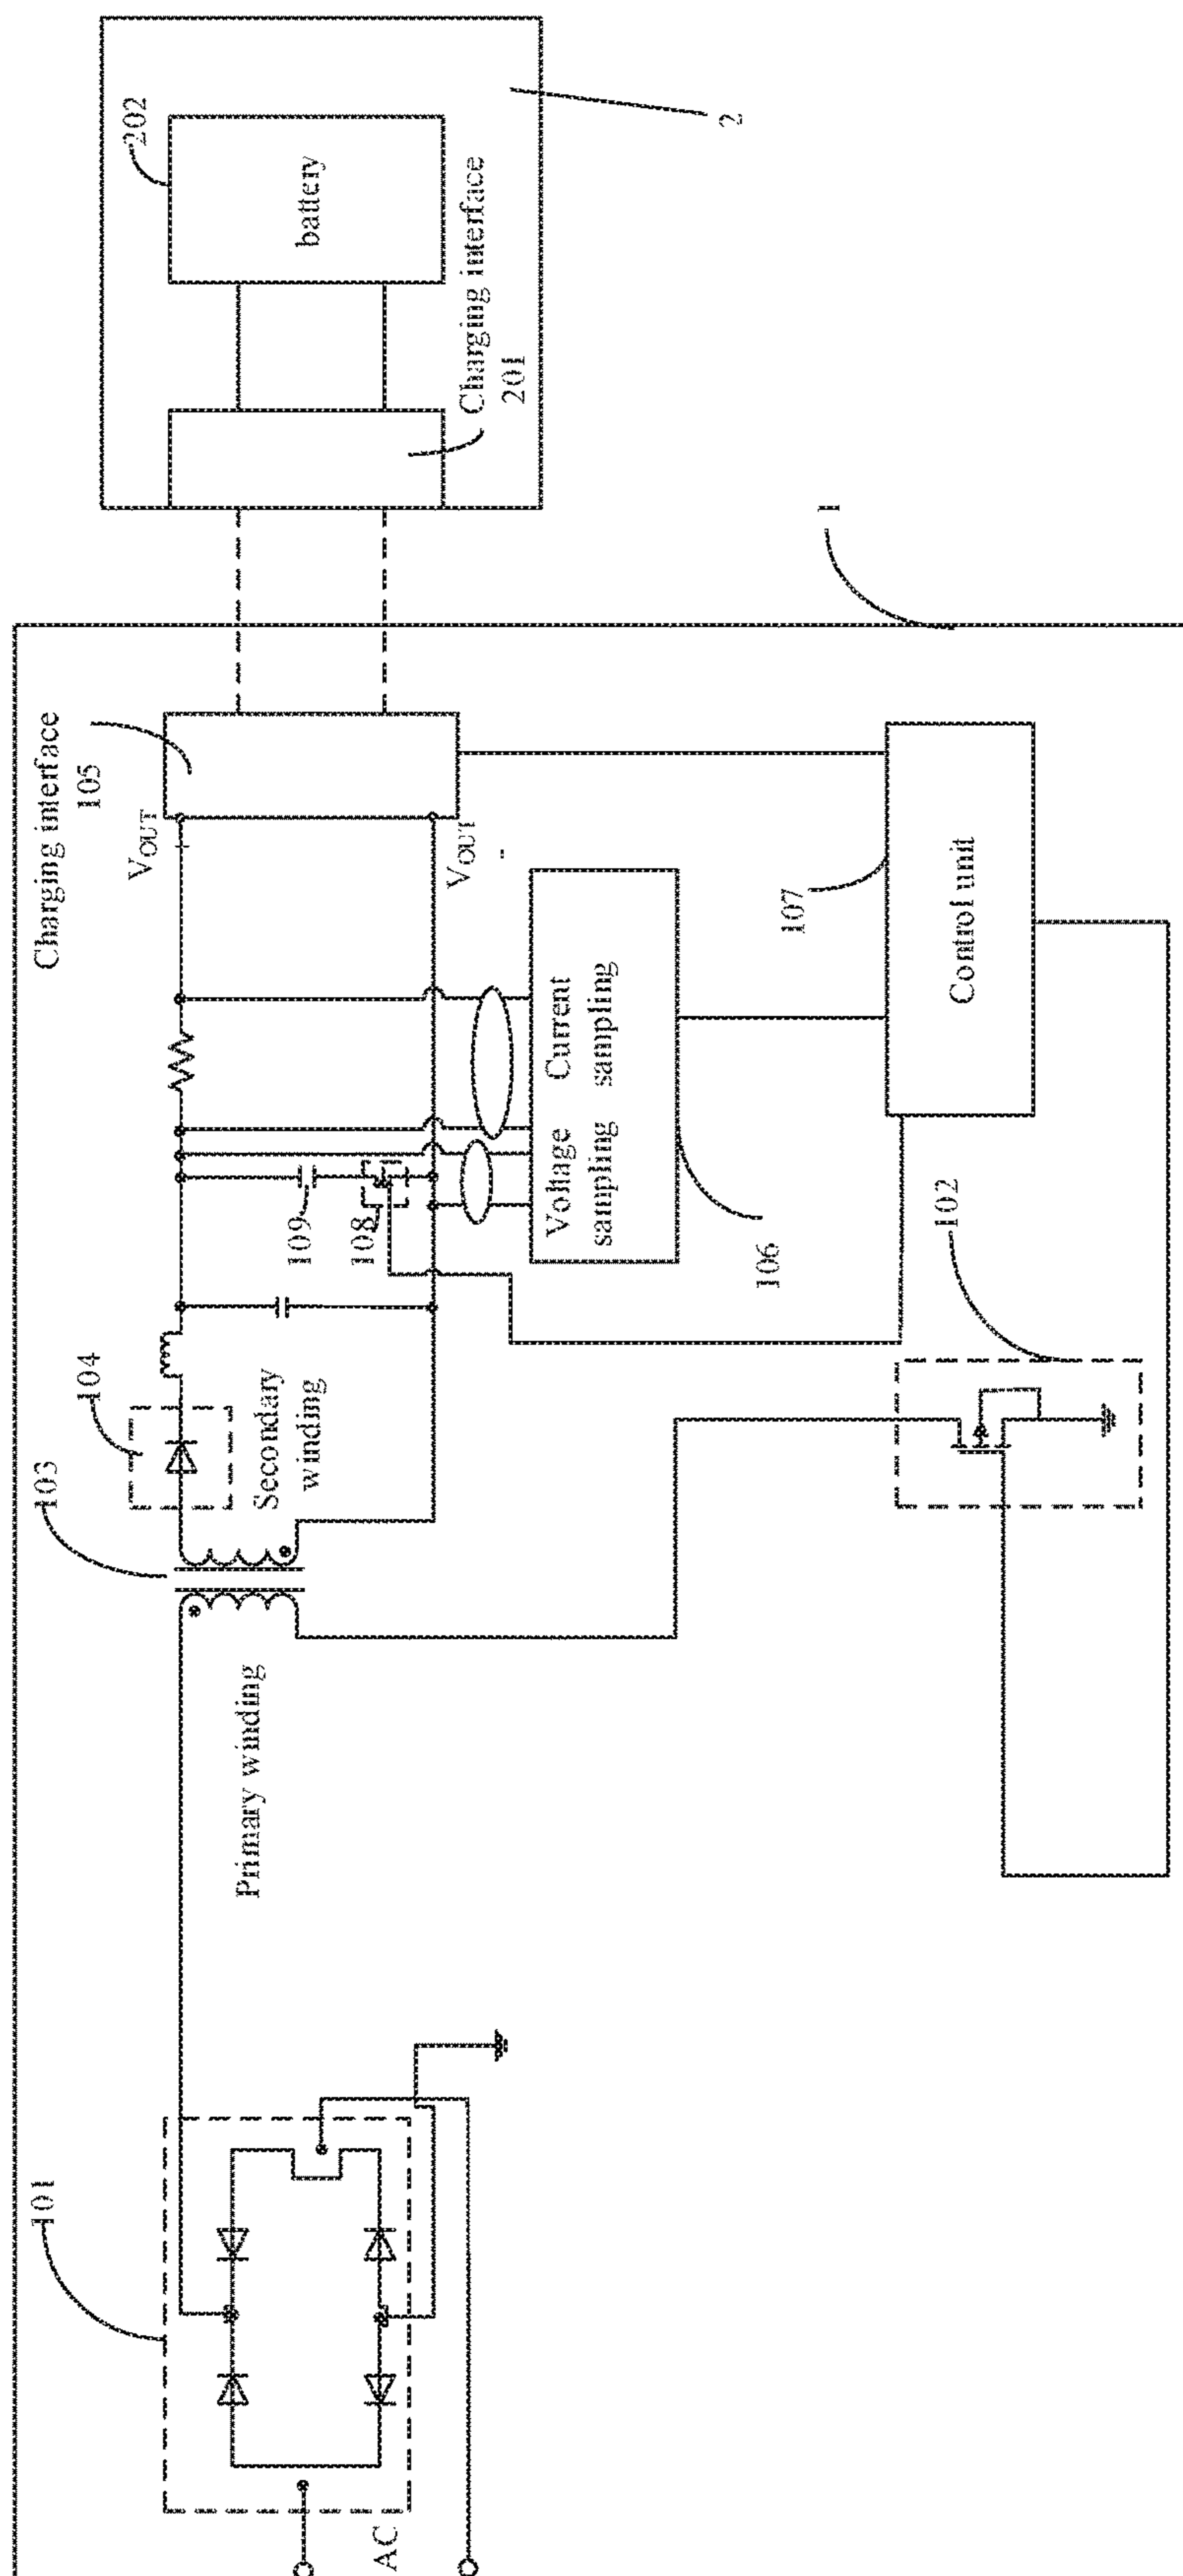 AC
101
Primary winding
103
104
Secondary
winding
109
108
Voltage
sampling
Current
sampling
106
102
107
Control unit
VOUT
+
VOUT
-
Charging interface
105
1
Charging interface
201
202
battery
2